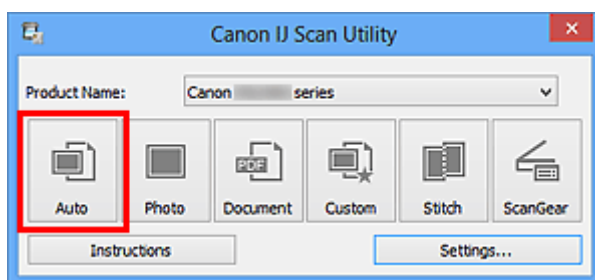 Canon IJ Scan Utility
Product Name: Canon series
PDF
Auto Photo Document Custom Stitch ScanGear
Instructions Settings...